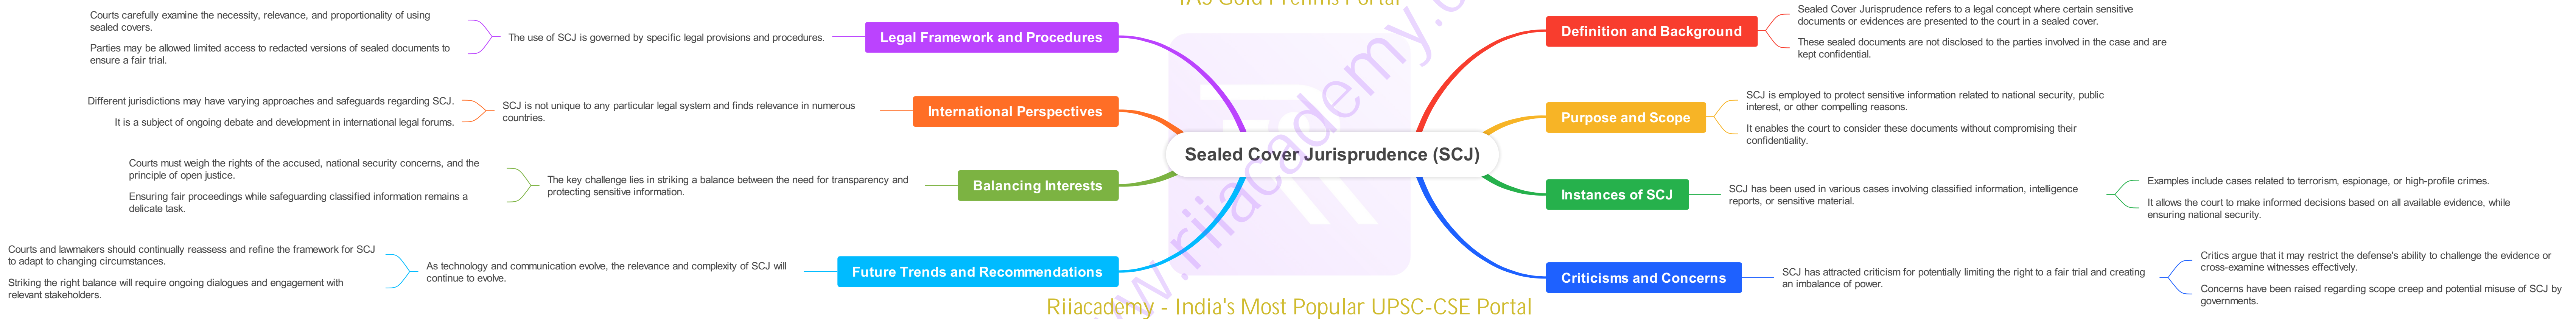 IAS Gold Prelims Portal
Sealed Cover Jurisprudence (SCJ)
Definition and Background
Sealed Cover Jurisprudence refers to a legal concept where certain sensitive
documents or evidences are presented to the court in a sealed cover.
These sealed documents are not disclosed to the parties involved in the case and are
kept confidential.
Purpose and Scope
SCJ is employed to protect sensitive information related to national security, public
interest, or other compelling reasons.
It enables the court to consider these documents without compromising their
confidentiality.
Instances of SCJ
SCJ has been used in various cases involving classified information, intelligence
reports, or sensitive material.
Examples include cases related to terrorism, espionage, or high-profile crimes.
It allows the court to make informed decisions based on all available evidence, while
ensuring national security.
Criticisms and Concerns
SCJ has attracted criticism for potentially limiting the right to a fair trial and creating
an imbalance of power.
Critics argue that it may restrict the defense's ability to challenge the evidence or
cross-examine witnesses effectively.
Concerns have been raised regarding scope creep and potential misuse of SCJ by
governments.
Legal Framework and Procedures
The use of SCJ is governed by specific legal provisions and procedures.
Courts carefully examine the necessity, relevance, and proportionality of using
sealed covers.
Parties may be allowed limited access to redacted versions of sealed documents to
ensure a fair trial.
International Perspectives
SCJ is not unique to any particular legal system and finds relevance in numerous
countries.
Different jurisdictions may have varying approaches and safeguards regarding SCJ.
It is a subject of ongoing debate and development in international legal forums.
Balancing Interests
The key challenge lies in striking a balance between the need for transparency and
protecting sensitive information.
Courts must weigh the rights of the accused, national security concerns, and the
principle of open justice.
Ensuring fair proceedings while safeguarding classified information remains a
delicate task.
Future Trends and Recommendations
As technology and communication evolve, the relevance and complexity of SCJ will
continue to evolve.
Courts and lawmakers should continually reassess and refine the framework for SCJ
to adapt to changing circumstances.
Striking the right balance will require ongoing dialogues and engagement with
relevant stakeholders.
www.riiacademy.co
Riiacademy - India's Most Popular UPSC-CSE Portal